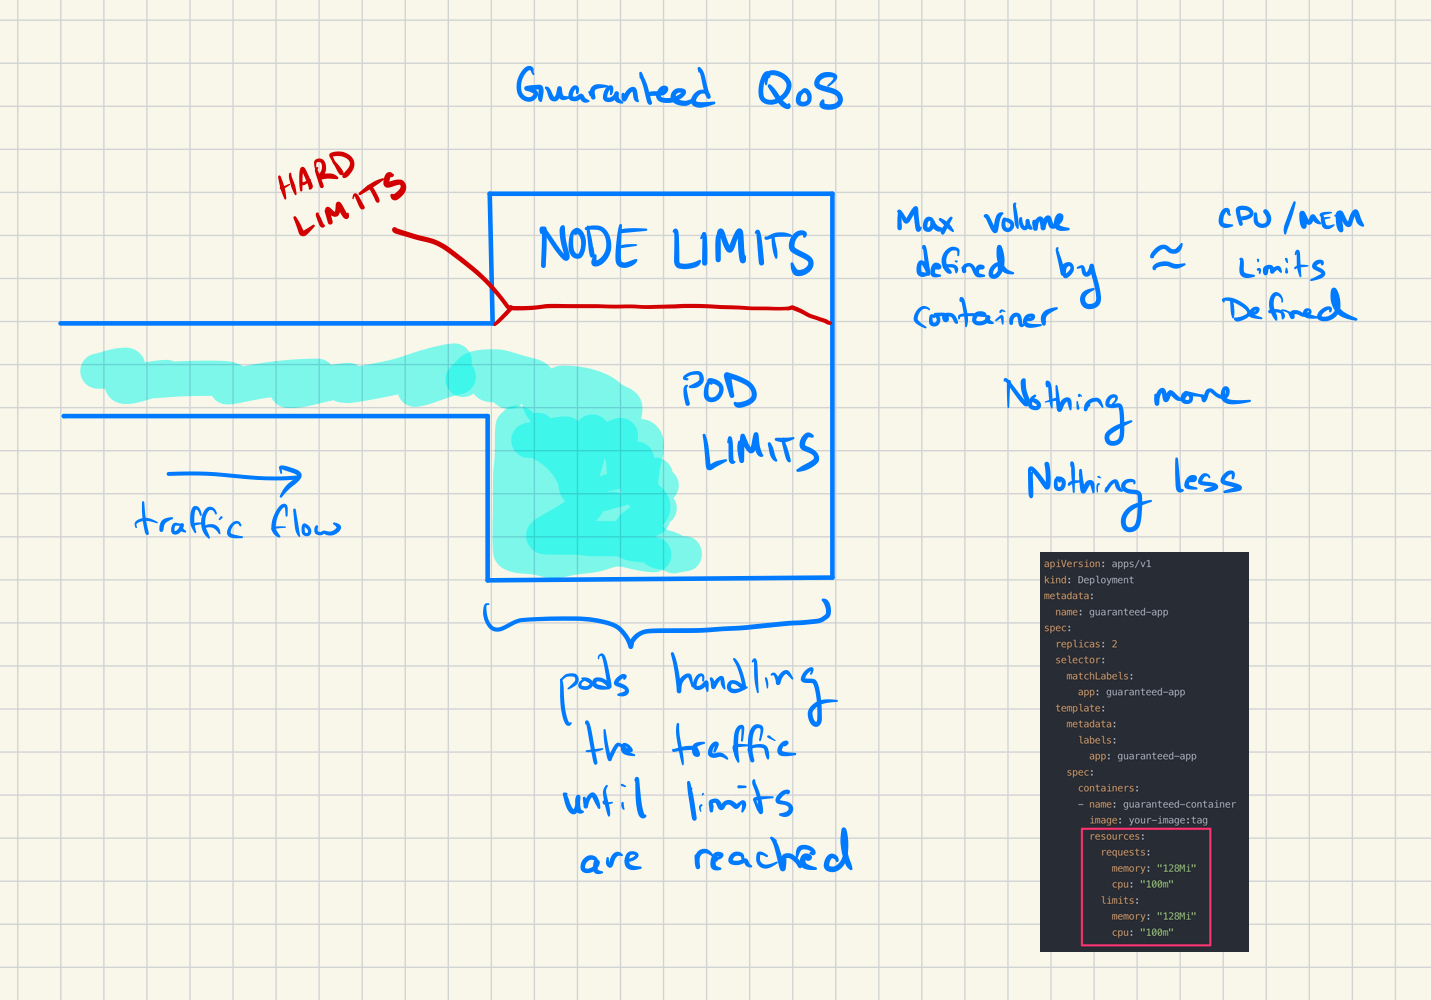 Guaranteed QoS
HARD
LIMITS
NODE LIMITS
POD
LIMITS
traffic flow
pods handling
the traffic
until limits
are reached
Max volume
defined by
container
≈
CPU/MEM
Limits
Defined
Nothing more
Nothing less
apiVersion: apps/v1
kind: Deployment
metadata:
  name: guaranteed-app
spec:
  replicas: 2
  selector:
    matchLabels:
      app: guaranteed-app
  template:
    metadata:
      labels:
        app: guaranteed-app
    spec:
      containers:
      - name: guaranteed-container
        image: your-image:tag
        resources:
          requests:
            memory: "128Mi"
            cpu: "100m"
          limits:
            memory: "128Mi"
            cpu: "100m"